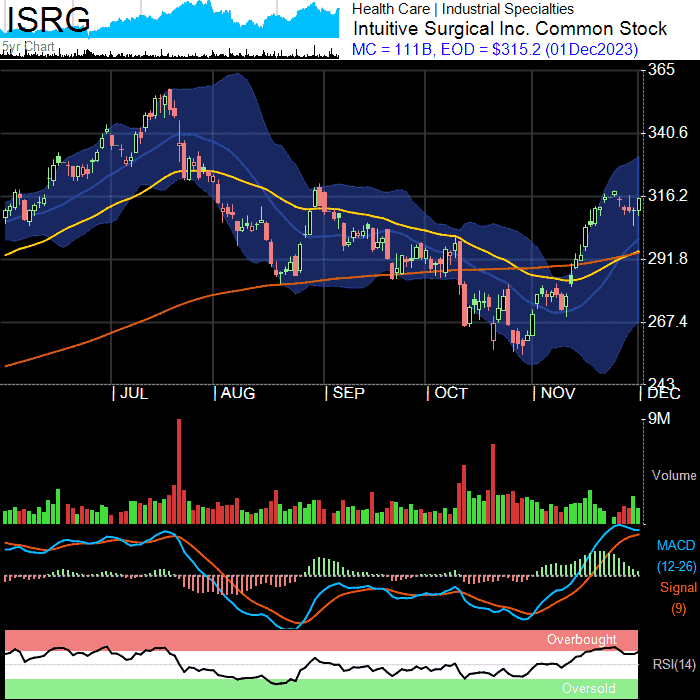 ISRG
5yr Chart
Health Care | Industrial Specialties
Intuitive Surgical Inc. Common Stock
MC = 111B, EOD = $315.2 (01Dec2023)
365
340.6
316.2
291.8
267.4
243
JUL AUG SEP OCT NOV DEC
9M
Volume
MACD
(12-26)
Signal
(9)
Overbought
RSI(14)
Oversold